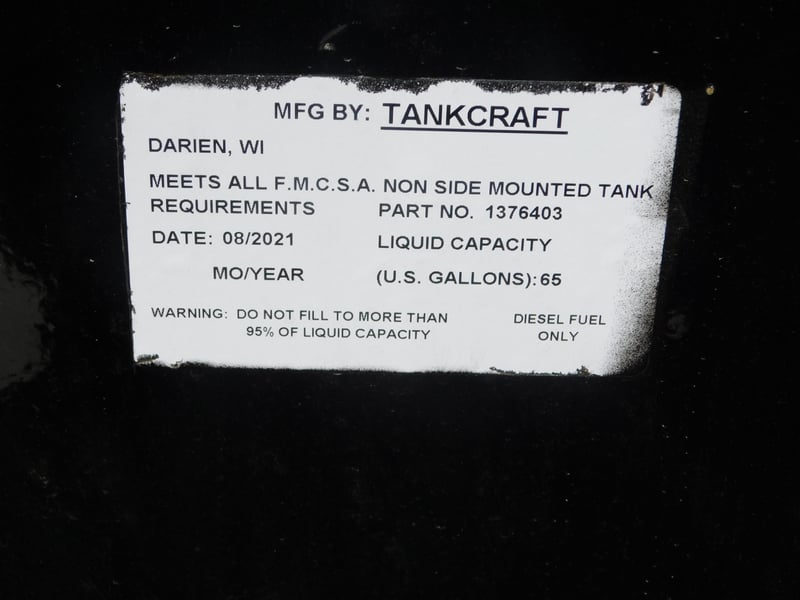 MFG BY: TANKCRAFT
DARIEN, WI
MEETS ALL F.M.C.S.A. NON SIDE MOUNTED TANK
REQUIREMENTS PART NO. 1376403
DATE: 08/2021 LIQUID CAPACITY
MO/YEAR (U.S. GALLONS): 65
WARNING: DO NOT FILL TO MORE THAN
95% OF LIQUID CAPACITY
DIESEL FUEL
ONLY